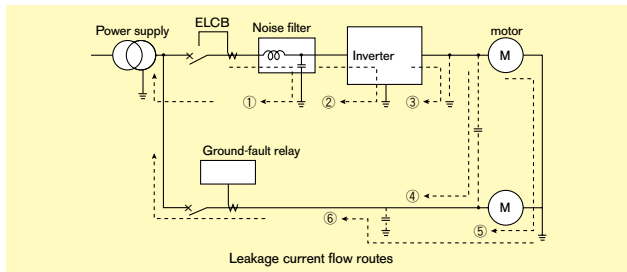 ELCB
Power supply
Noise filter
motor
Inverter
M
①
②
③
Ground-fault relay
④
M
⑥
⑤
Leakage current flow routes